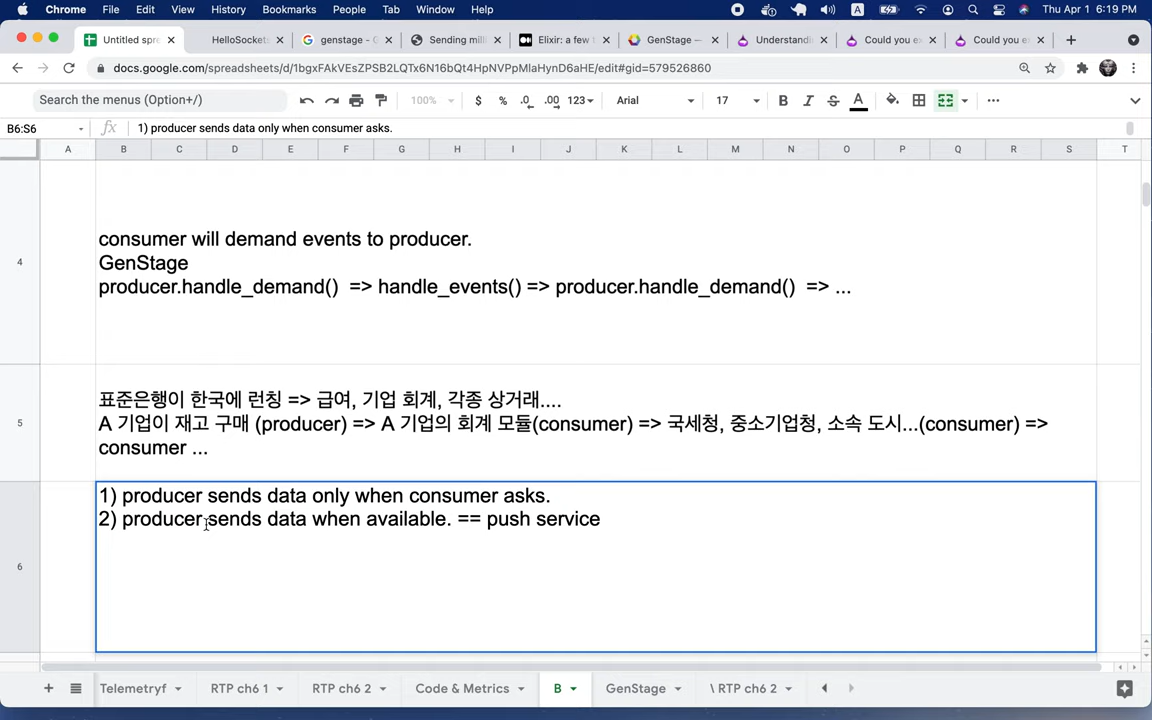 Chrome File Edit View History Bookmarks People Tab Window Help A Thu Apr 1 6:19 PM
Untitled spre HelloSocket genstage - G Sending milli Elixir: a few t GenStage — Understandi Could you ex Could you ex
docs.google.com/spreadsheets/d/1bgxFAkVEsZPSB2LQTx6N16bQt4HpNVPpMlaHynD6aHE/edit#gid=579526860
Search the menus (Option+/) 100% $ % .0 .00 123 Arial 17 B I S A
B6:S6 fx 1) producer sends data only when consumer asks.
A B C D E F G H I J K L M N O P Q R S T
4
consumer will demand events to producer.
GenStage
producer.handle_demand() => handle_events() => producer.handle_demand() => ...
5
표준은행이 한국에 런칭 => 급여, 기업 회계, 각종 상거래....
A 기업이 재고 구매 (producer) => A 기업의 회계 모듈(consumer) => 국세청, 중소기업청, 소속 도시...(consumer) =>
consumer ...
6
1) producer sends data only when consumer asks.
2) producer sends data when available. == push service
Telemetryf RTP ch6 1 RTP ch6 2 Code & Metrics B GenStage \ RTP ch6 2